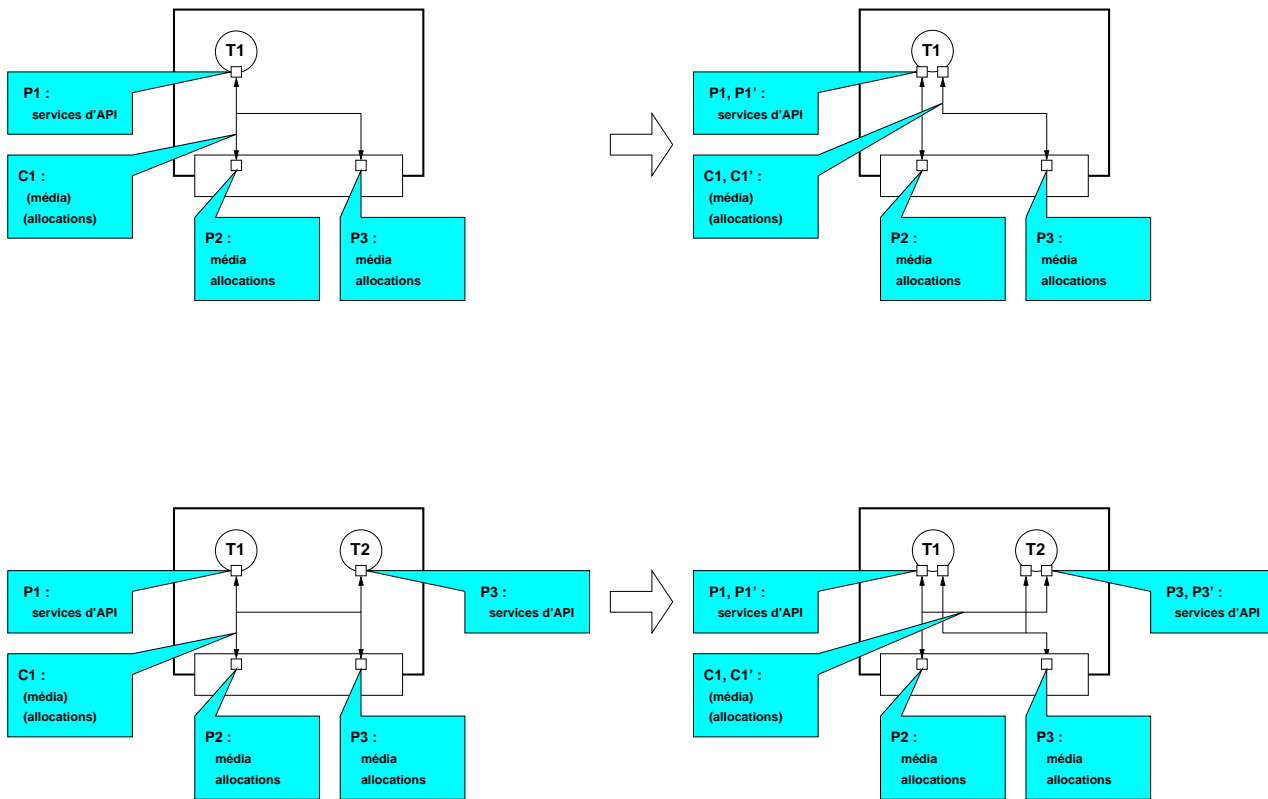 T1
P1 :
services d’API
C1 :
(média)
(allocations)
P2 :
média
allocations
P3 :
média
allocations
T1
P1, P1’ :
services d’API
C1, C1’ :
(média)
(allocations)
P2 :
média
allocations
P3 :
média
allocations
T1
T2
P1 :
services d’API
P3 :
services d’API
C1 :
(média)
(allocations)
P2 :
média
allocations
P3 :
média
allocations
T1
T2
P1, P1’ :
services d’API
P3, P3’ :
services d’API
C1, C1’ :
(média)
(allocations)
P2 :
média
allocations
P3 :
média
allocations